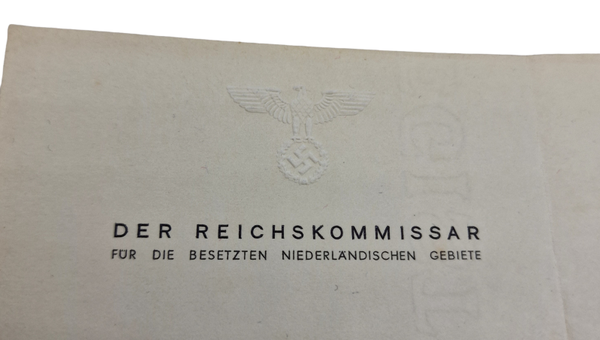 DER REICHSKOMMISSAR
FÜR DIE BESETZTEN NIEDERLÄNDISCHEN GEBIETE